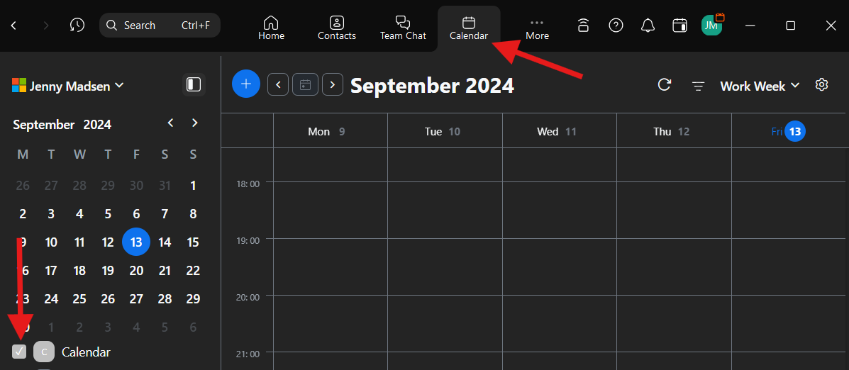 Search Ctrl+F
Home
Contacts
Team Chat
Calendar
More
JM
Jenny Madsen
September 2024
M T W T F S S
26 27 28 29 30 31 1
2 3 4 5 6 7 8
9 10 11 12 13 14 15
16 17 18 19 20 21 22
23 24 25 26 27 28 29
1 2 3 4 5 6
C Calendar
September 2024
Work Week
Mon 9
Tue 10
Wed 11
Thu 12
Fri 13
18:00
19:00
20:00
21:00